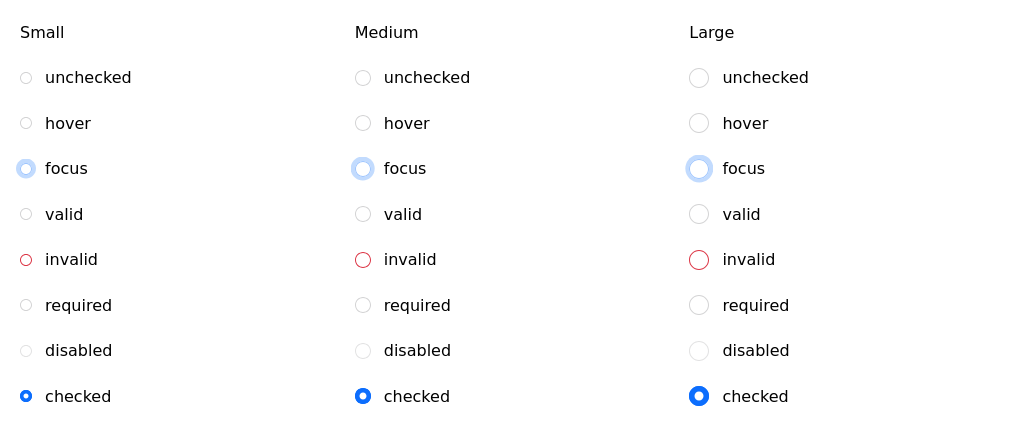 Small
unchecked
hover
focus
valid
invalid
required
disabled
checked
Medium
unchecked
hover
focus
valid
invalid
required
disabled
checked
Large
unchecked
hover
focus
valid
invalid
required
disabled
checked